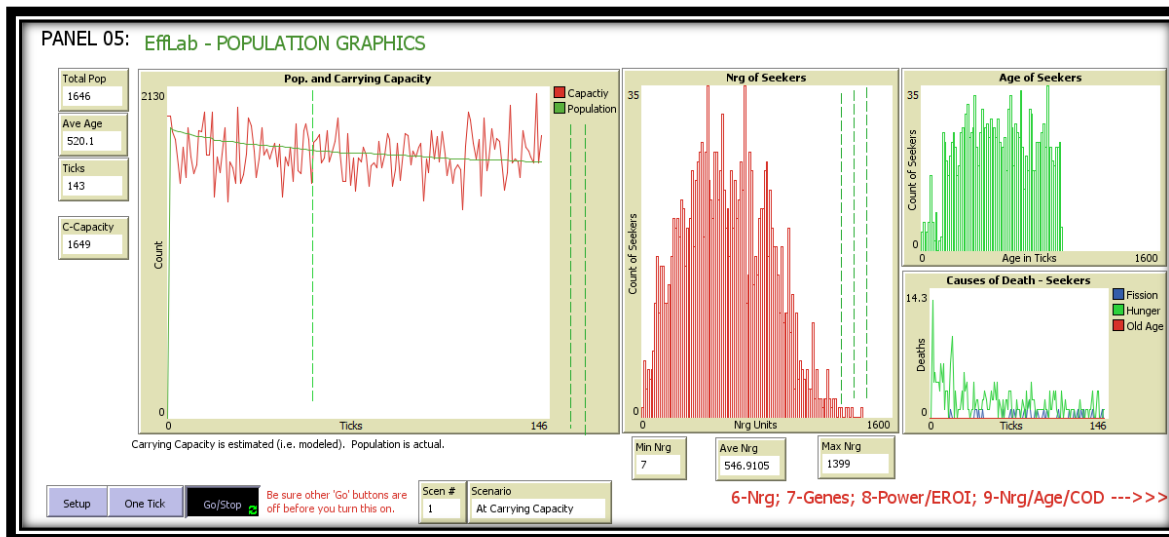 PANEL 05: EffLab - POPULATION GRAPHICS
Total Pop
1646
Ave Age
520.1
Ticks
143
C-Capacity
1649
Pop. and Carrying Capacity
2130
Count
0
Ticks
146
Capactiy
Population
Carrying Capacity is estimated (i.e. modeled).  Population is actual.
Nrg of Seekers
35
Count of Seekers
0
0
Nrg Units
1600
Min Nrg
7
Ave Nrg
546.9105
Max Nrg
1399
Age of Seekers
35
Count of Seekers
0
0
Age in Ticks
1600
Causes of Death - Seekers
14.3
Deaths
0
0
Ticks
146
Fission
Hunger
Old Age
Setup
One Tick
Go/Stop
Be sure other 'Go' buttons are
off before you turn this on.
Scen #
1
Scenario
At Carrying Capacity
6-Nrg; 7-Genes; 8-Power/EROI; 9-Nrg/Age/COD --->>>
0